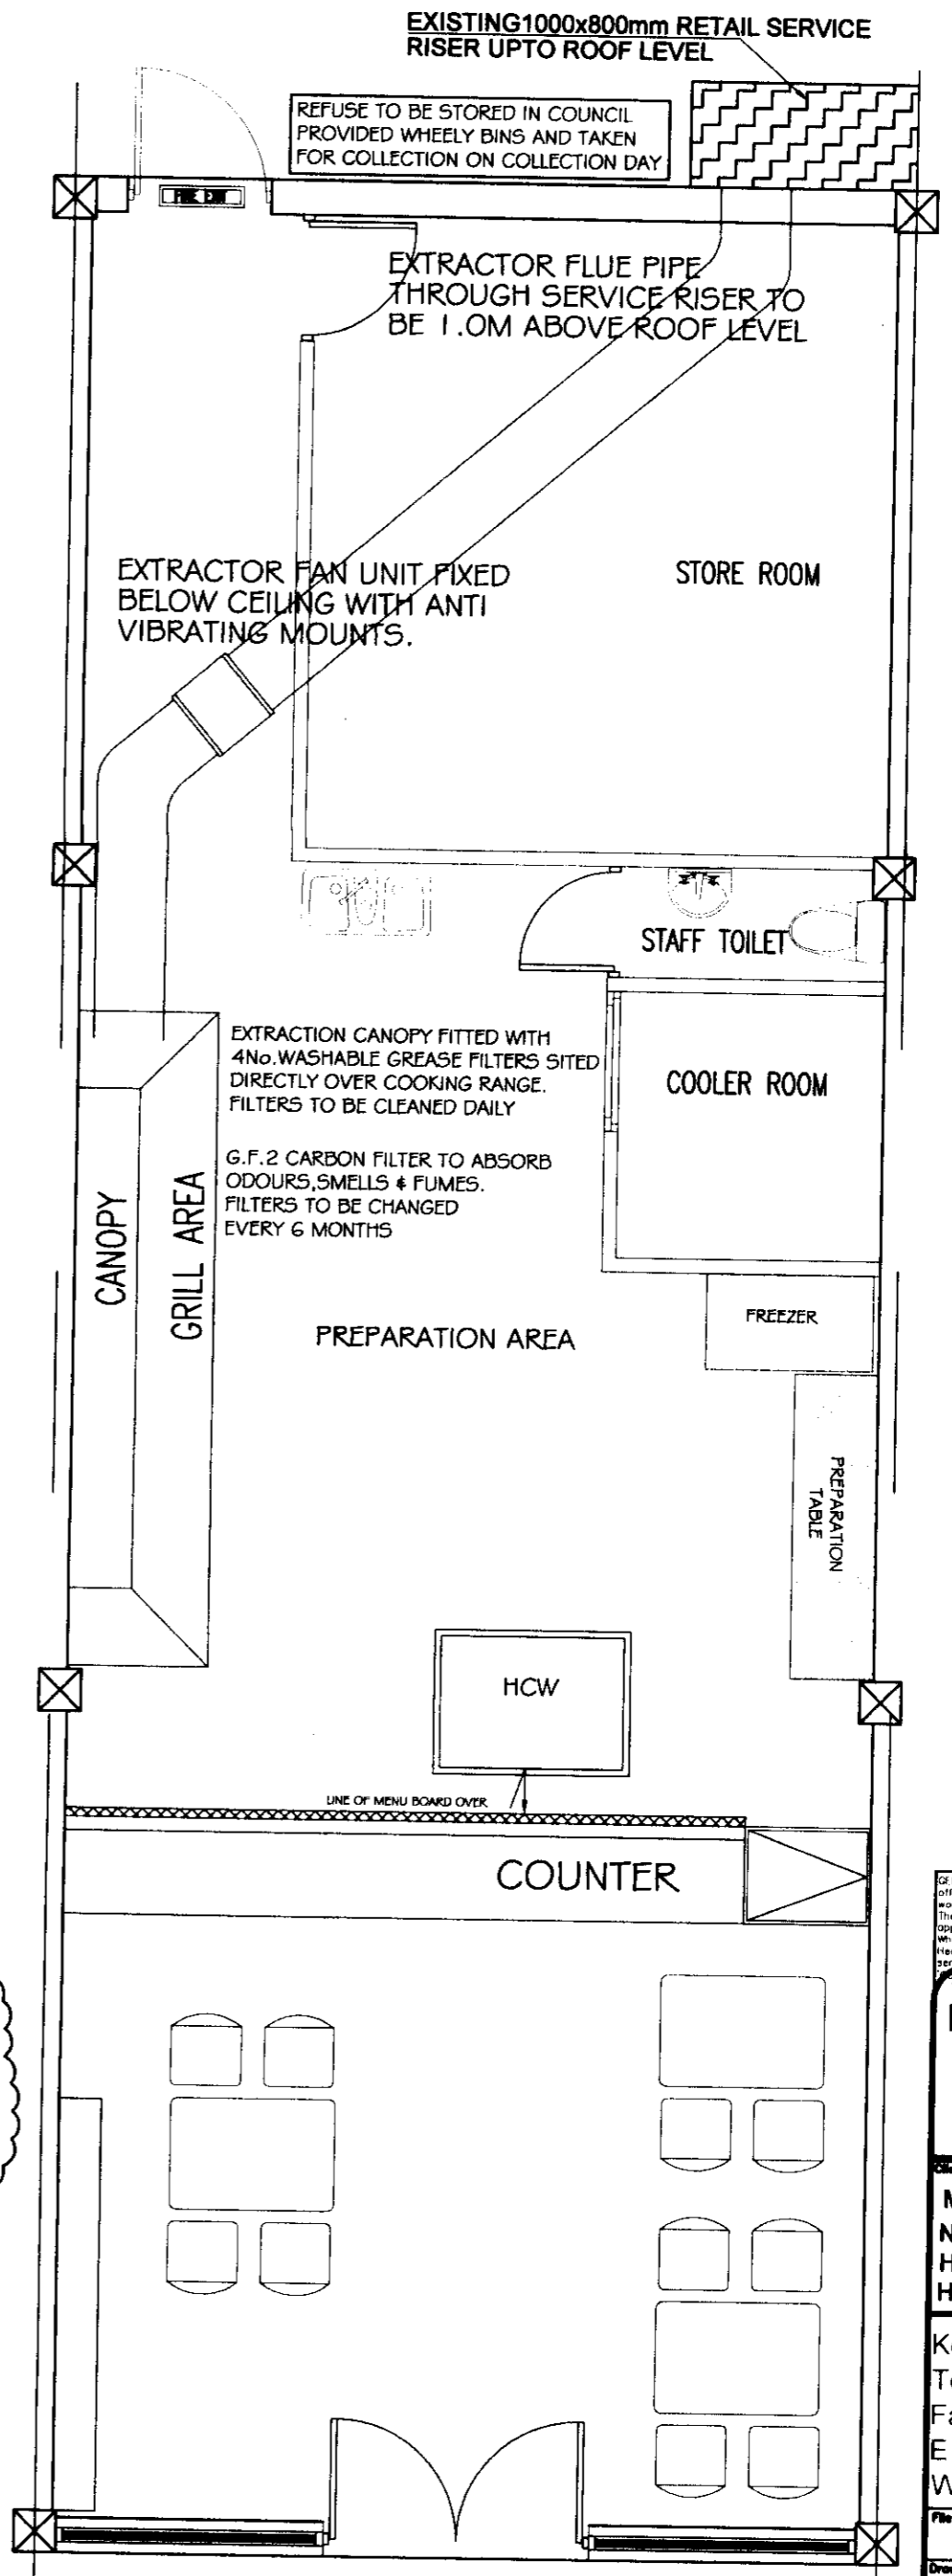 EXISTING1000x800mm RETAIL SERVICE
RISER UPTO ROOF LEVEL
REFUSE TO BE STORED IN COUNCIL
PROVIDED WHEELY BINS AND TAKEN
FOR COLLECTION ON COLLECTION DAY
FIRE EXIT
EXTRACTOR FLUE PIPE
THROUGH SERVICE RISER TO
BE 1.0M ABOVE ROOF LEVEL
EXTRACTOR FAN UNIT FIXED
BELOW CEILING WITH ANTI
VIBRATING MOUNTS.
STORE ROOM
STAFF TOILET
EXTRACTION CANOPY FITTED WITH
4No.WASHABLE GREASE FILTERS SITED
DIRECTLY OVER COOKING RANGE.
FILTERS TO BE CLEANED DAILY
G.F.2 CARBON FILTER TO ABSORB
ODOURS,SMELLS & FUMES.
FILTERS TO BE CHANGED
EVERY 6 MONTHS
COOLER ROOM
CANOPY
GRILL AREA
PREPARATION AREA
FREEZER
PREPARATION
TABLE
HCW
LINE OF MENU BOARD OVER
COUNTER